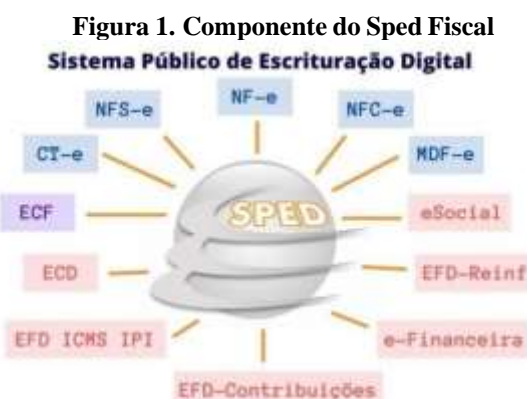 Figura 1. Componente do Sped Fiscal
Sistema Público de Escrituração Digital
NF-e
NFS-e
NFC-e
CT-e
MDF-e
SPED
ECF
eSocial
ECD
EFD-Reinf
EFD ICMS IPI
e-Financeira
EFD-Contribuições